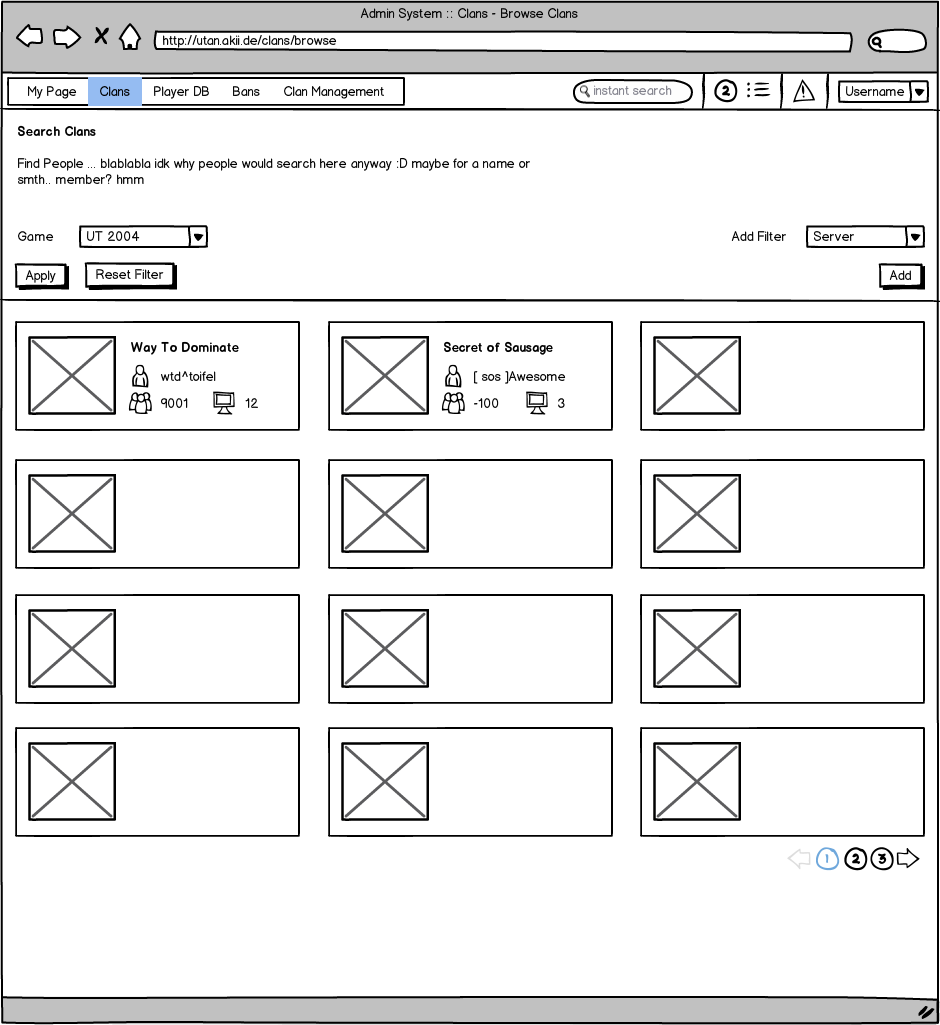 Admin System :: Clans - Browse Clans
http://utan.akii.de/clans/browse
My Page Clans Player DB Bans Clan Management instant search 2 Username
Search Clans
Find People ... blablabla idk why people would search here anyway :D maybe for a name or
smth.. member? hmm
Game UT 2004 Add Filter Server
Apply Reset Filter Add
Way To Dominate
wtd^toifel
9001 12
Secret of Sausage
[ sos ]Awesome
-100 3
1 2 3